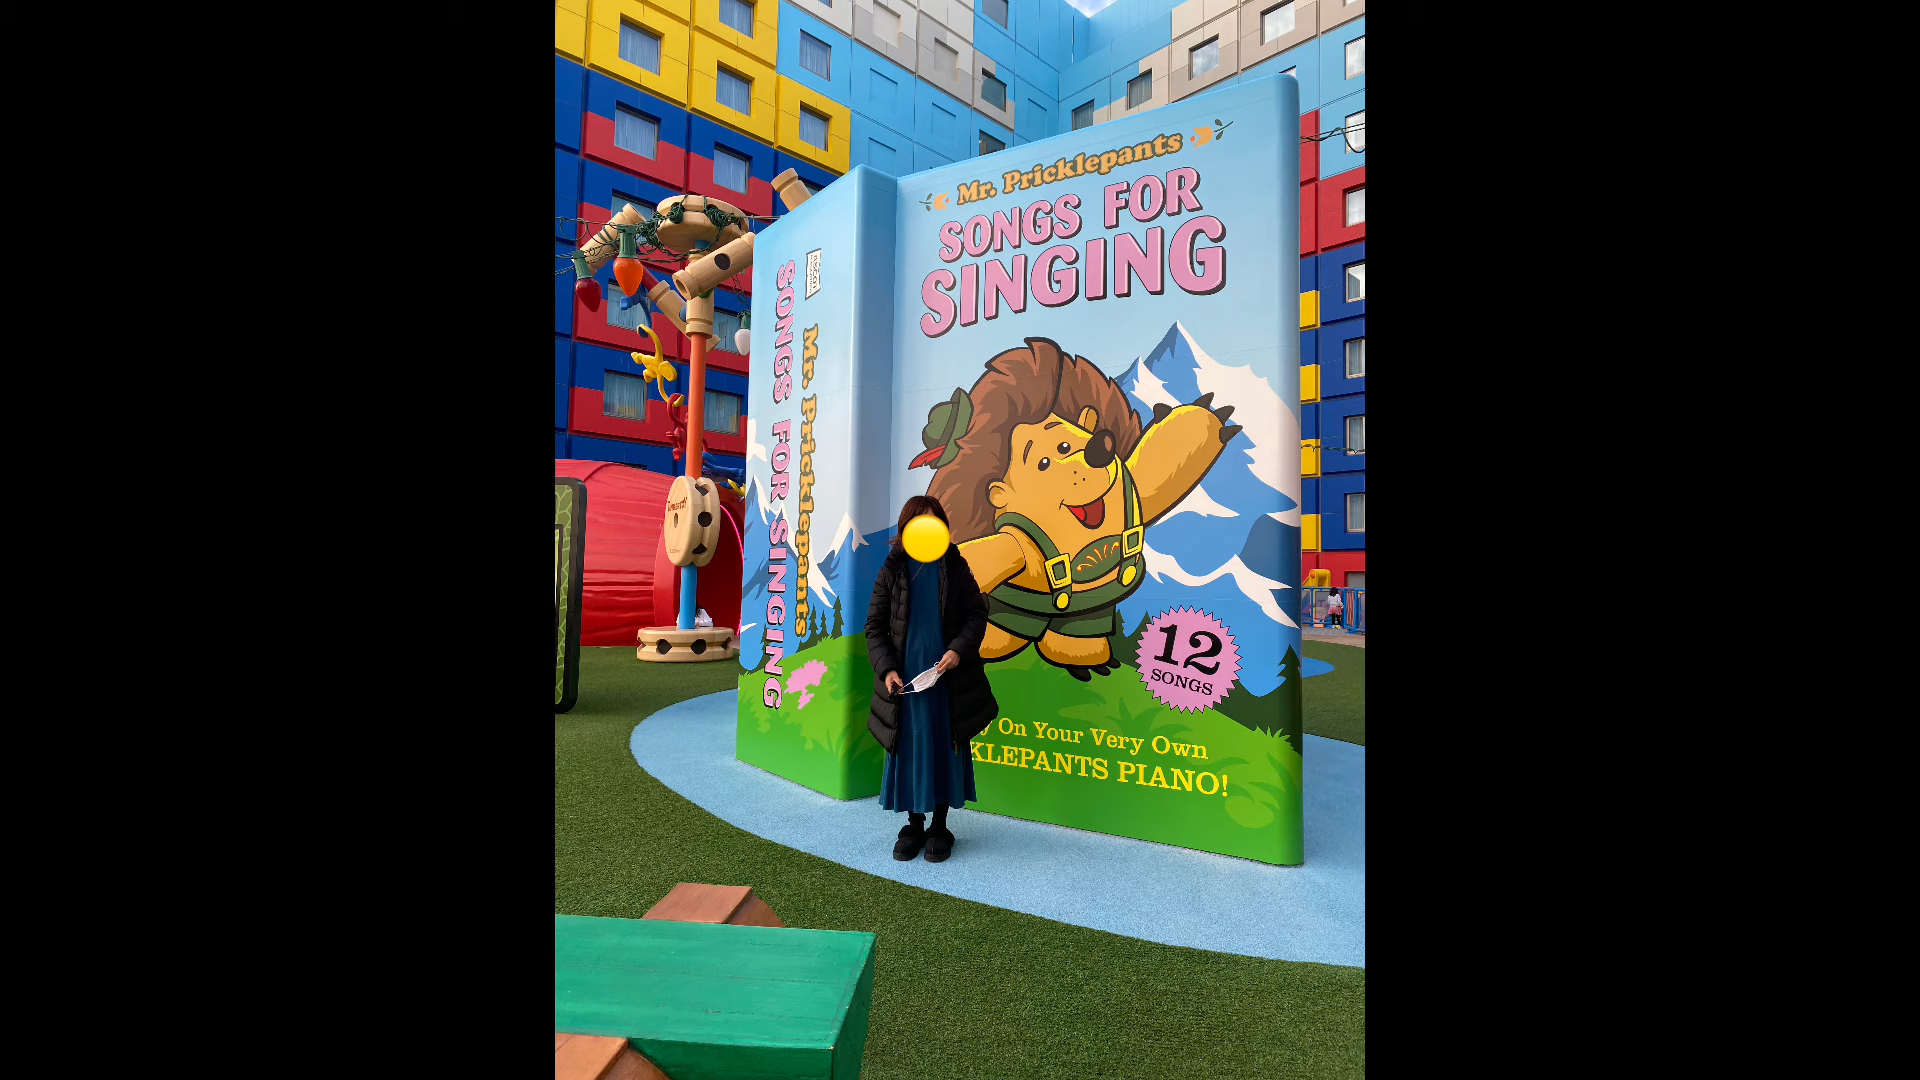 Mr. Pricklepants
SONGS FOR
SINGING
Mr. Pricklepants
SONGS FOR SINGING
12
SONGS
On Your Very Own
KLEPANTS PIANO!